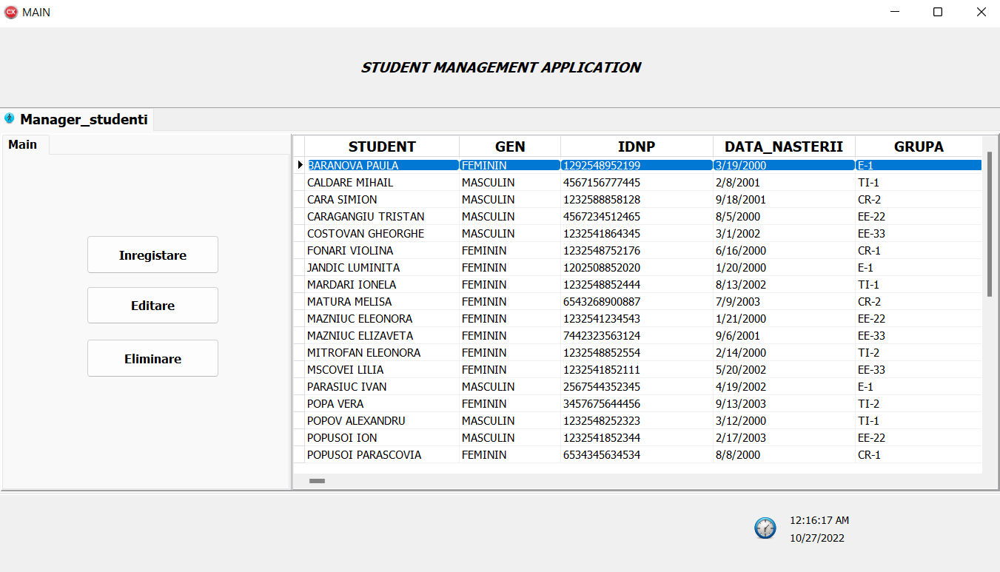 CX MAIN
STUDENT MANAGEMENT APPLICATION
Manager_studenti
Main
Inregistare
Editare
Eliminare
STUDENT GEN IDNP DATA_NASTERII GRUPA
BARANOVA PAULA FEMININ 1292548952199 3/19/2000 E-1
CALDARE MIHAIL MASCULIN 4567156777445 2/8/2001 TI-1
CARA SIMION MASCULIN 1232588858128 9/18/2001 CR-2
CARAGANGIU TRISTAN MASCULIN 4567234512465 8/5/2000 EE-22
COSTOVAN GHEORGHE MASCULIN 1232541864345 3/1/2002 EE-33
FONARI VIOLINA FEMININ 1232548752176 6/16/2000 CR-1
JANDIC LUMINITA FEMININ 1202508852020 1/20/2000 E-1
MARDARI IONELA FEMININ 1232548852444 8/13/2002 TI-1
MATURA MELISA FEMININ 6543268900887 7/9/2003 CR-2
MAZNIUC ELEONORA FEMININ 1232541234543 1/21/2000 EE-22
MAZNIUC ELIZAVETA FEMININ 7442323563124 9/6/2001 EE-33
MITROFAN ELEONORA FEMININ 1232548852554 2/14/2000 TI-2
MSCOVEI LILIA FEMININ 1232541852111 5/20/2002 EE-33
PARASIUC IVAN MASCULIN 2567544352345 4/19/2002 E-1
POPA VERA FEMININ 3457675644456 9/13/2003 TI-2
POPOV ALEXANDRU MASCULIN 1232548252323 3/12/2000 TI-1
POPUSOI ION MASCULIN 1232541852344 2/17/2003 EE-22
POPUSOI PARASCOVIA FEMININ 6534345634534 8/8/2000 CR-1
12:16:17 AM
10/27/2022